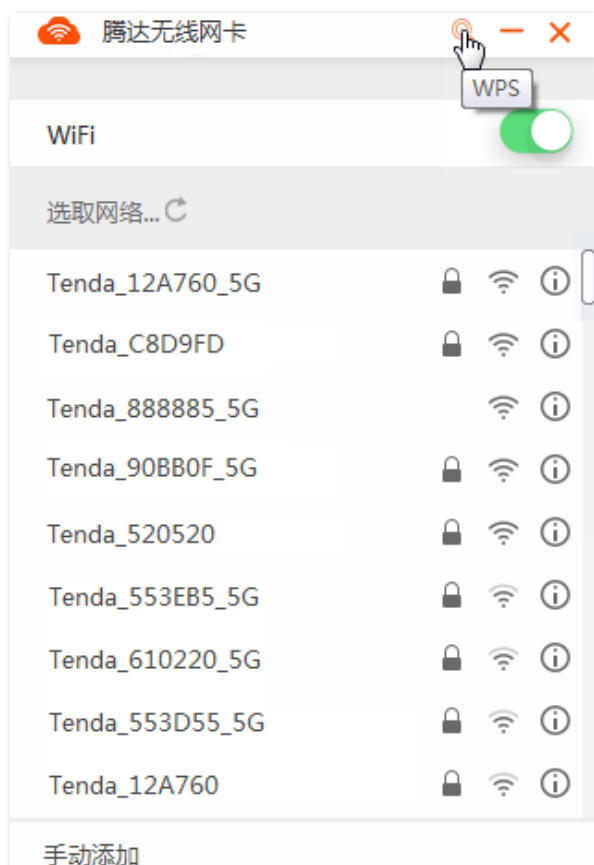 腾达无线网卡
WPS
WiFi
选取网络...
Tenda_12A760_5G
Tenda_C8D9FD
Tenda_888885_5G
Tenda_90BB0F_5G
Tenda_520520
Tenda_553EB5_5G
Tenda_610220_5G
Tenda_553D55_5G
Tenda_12A760
手动添加